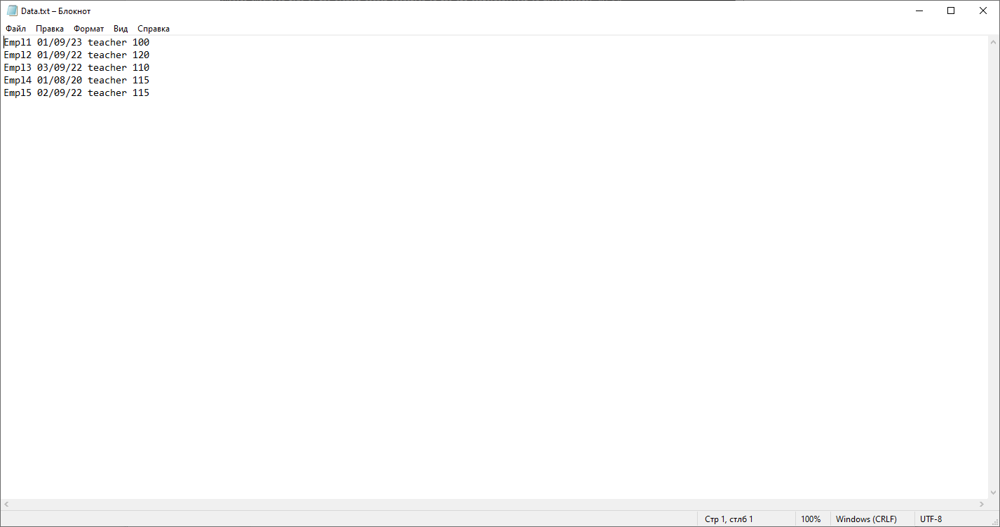 Data.txt – Блокнот
Файл Правка Формат Вид Справка
Empl1 01/09/23 teacher 100
Empl2 01/09/22 teacher 120
Empl3 03/09/22 teacher 110
Empl4 01/08/20 teacher 115
Empl5 02/09/22 teacher 115
Стр 1, стлб 1 100% Windows (CRLF) UTF-8